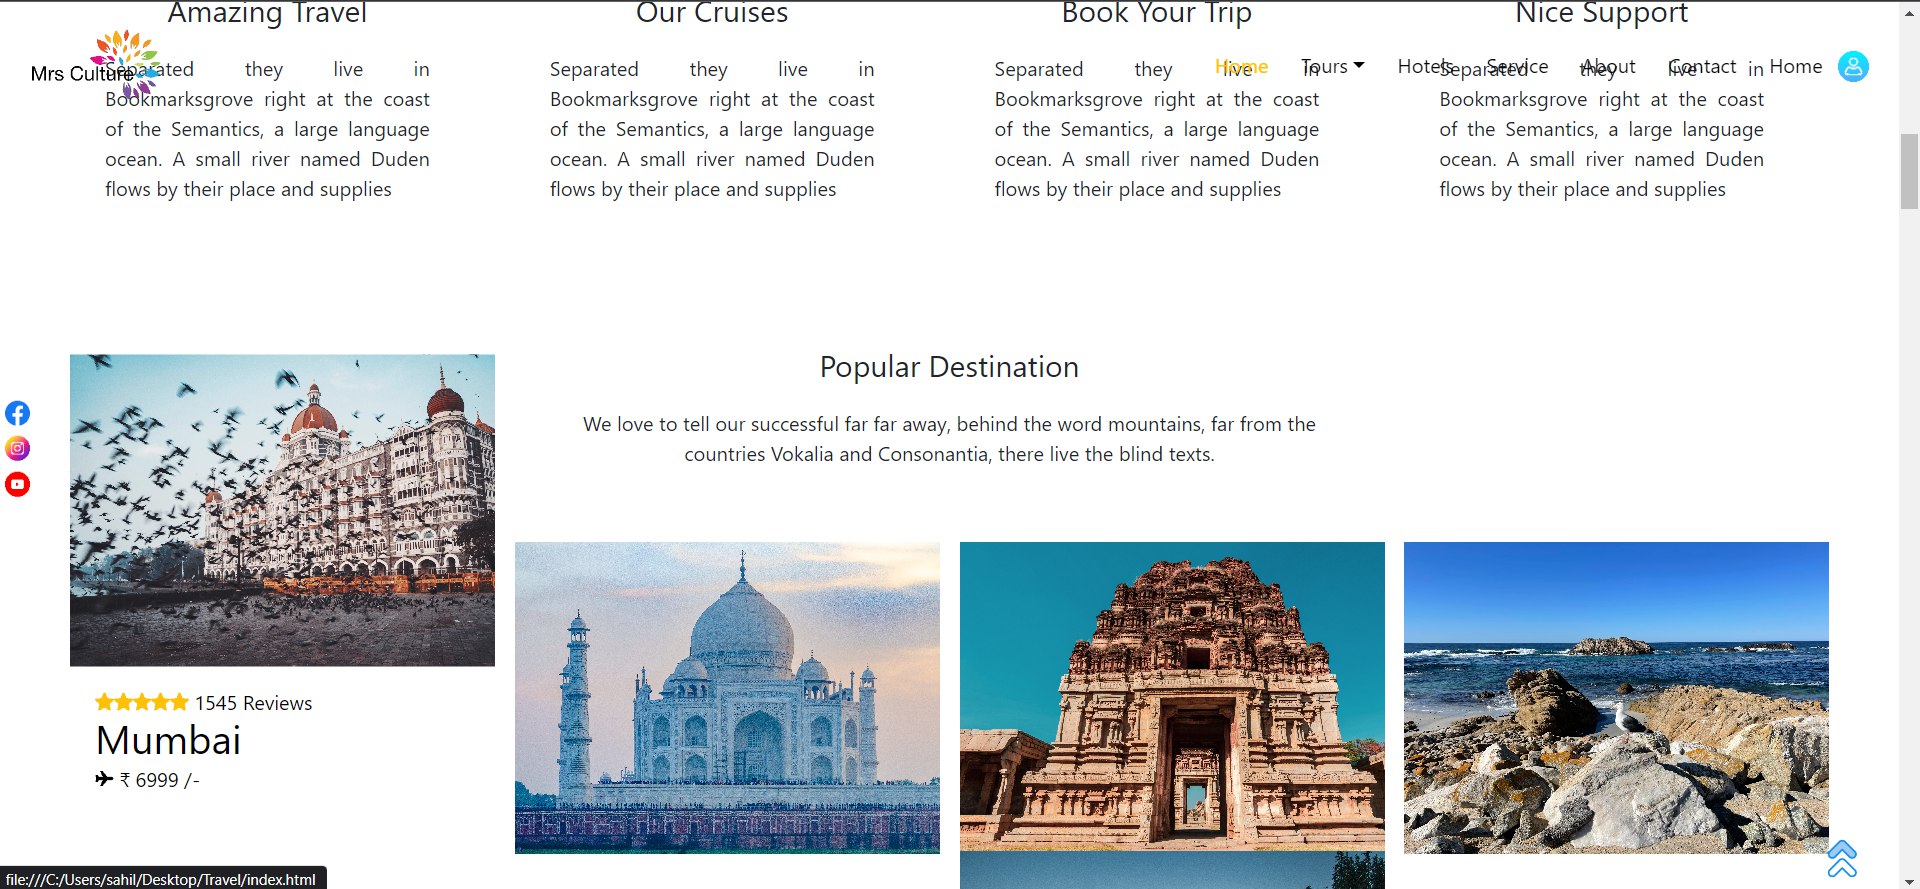 Amazing Travel
Our Cruises
Book Your Trip
Nice Support
Mrs Culture
Home
Tours
Hotels
Service
About
Contact
Home
Separated they live in
Bookmarksgrove right at the coast
of the Semantics, a large language
ocean. A small river named Duden
flows by their place and supplies
Separated they live in
Bookmarksgrove right at the coast
of the Semantics, a large language
ocean. A small river named Duden
flows by their place and supplies
Separated they live in
Bookmarksgrove right at the coast
of the Semantics, a large language
ocean. A small river named Duden
flows by their place and supplies
Separated they live in
Bookmarksgrove right at the coast
of the Semantics, a large language
ocean. A small river named Duden
flows by their place and supplies
Popular Destination
We love to tell our successful far far away, behind the word mountains, far from the
countries Vokalia and Consonantia, there live the blind texts.
1545 Reviews
Mumbai
₹ 6999 /-
file:///C:/Users/sahil/Desktop/Travel/index.html